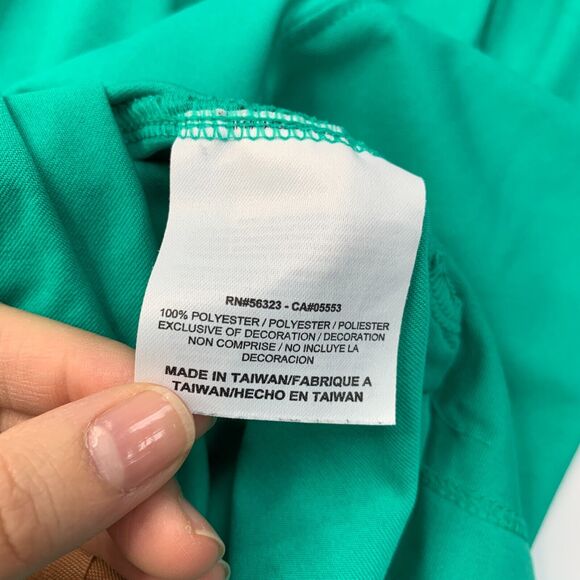 RN#56323 - CA#05553
100% POLYESTER / POLYESTER / POLIESTER
EXCLUSIVE OF DECORATION / DECORATION
NON COMPRISE / NO INCLUYE LA
DECORACION
MADE IN TAIWAN/FABRIQUE A
TAIWAN/HECHO EN TAIWAN